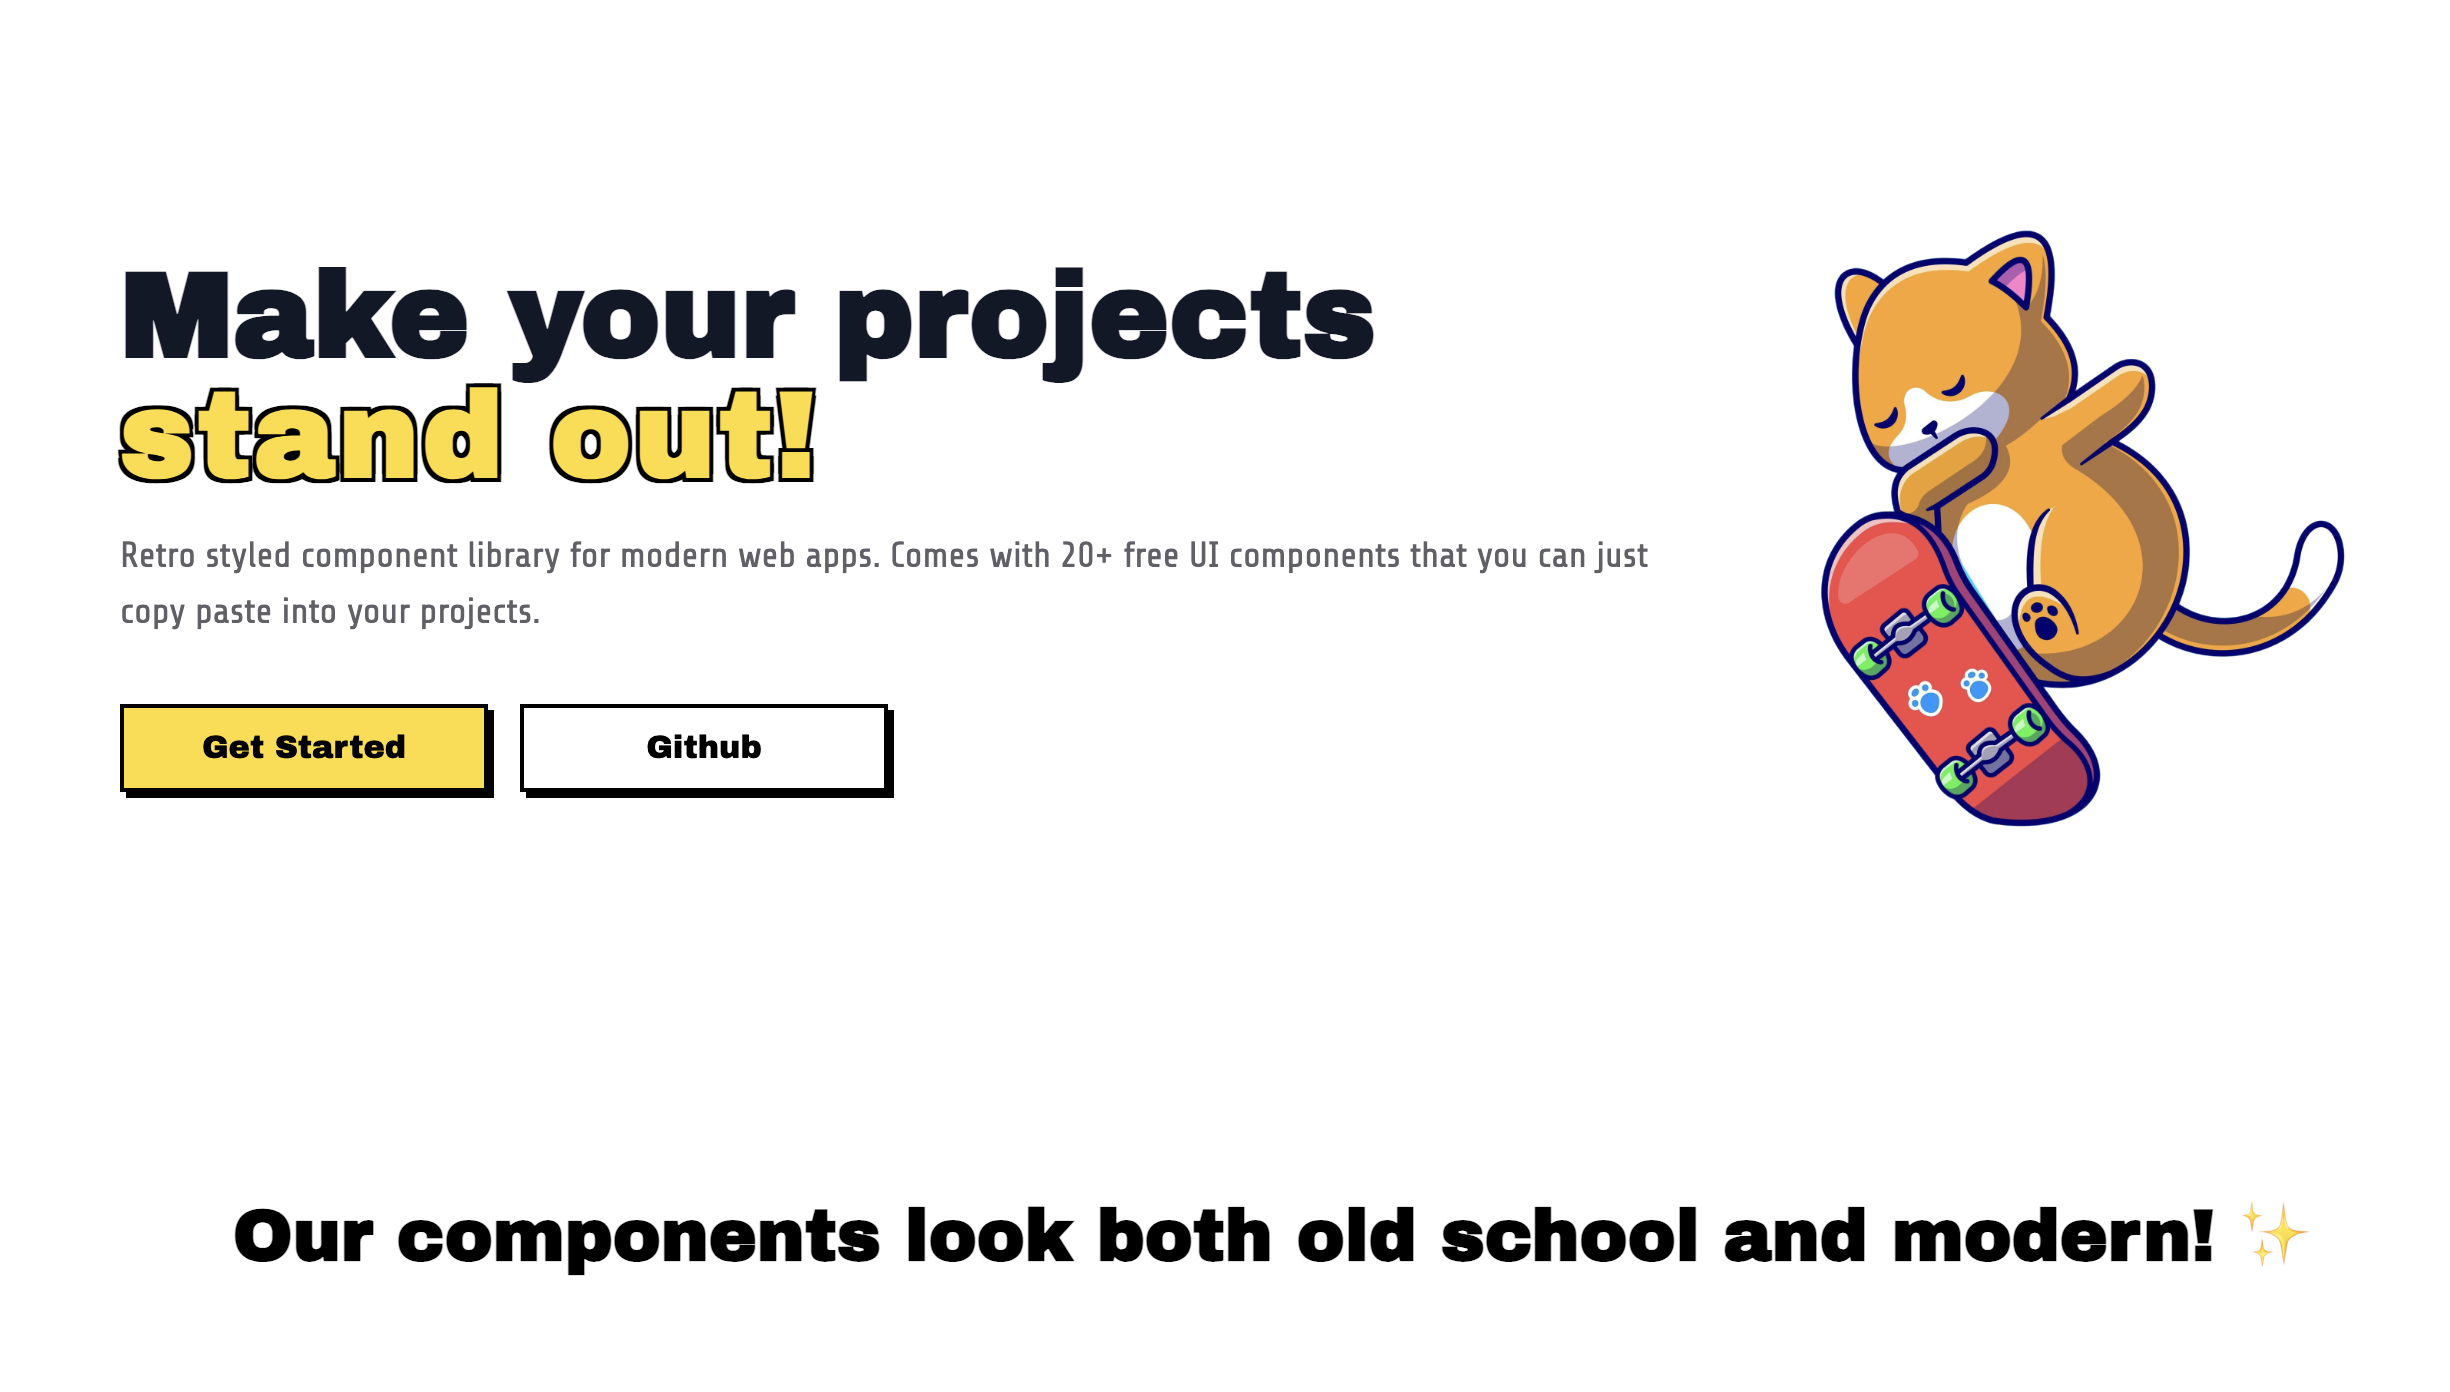 Make your projects
stand out!
Retro styled component library for modern web apps. Comes with 20+ free UI components that you can just
copy paste into your projects.
Get Started
Github
Our components look both old school and modern! ✨